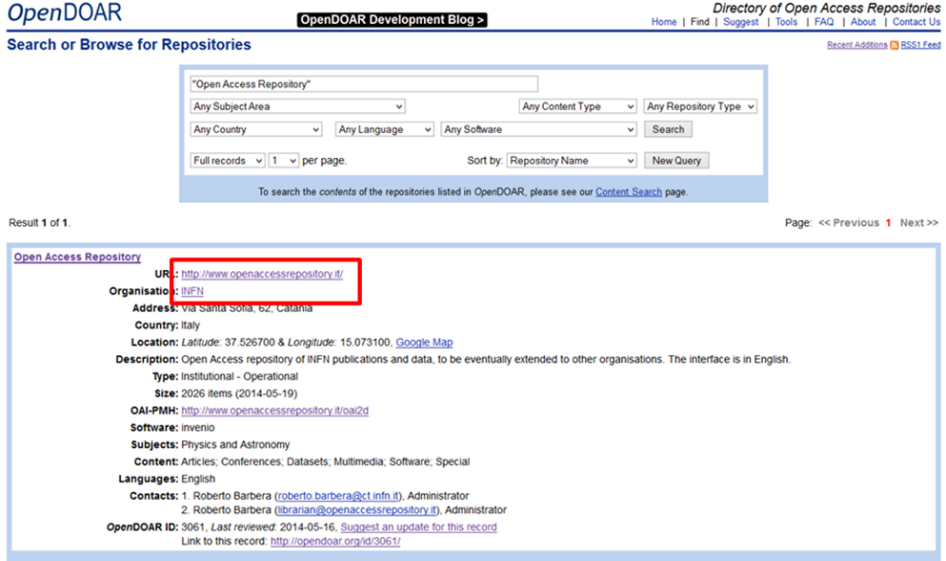 OpenDOAR
OpenDOAR Development Blog >
Directory of Open Access Repositories
Home | Find | Suggest | Tools | FAQ | About | Contact Us
Search or Browse for Repositories
Recent Additions RSS1 Feed
"Open Access Repository"
Any Subject Area Any Content Type Any Repository Type
Any Country Any Language Any Software Search
Full records 1 per page. Sort by: Repository Name New Query
To search the contents of the repositories listed in OpenDOAR, please see our Content Search page.
Result 1 of 1. Page: << Previous 1 Next >>
Open Access Repository
URL: http://www.openaccessrepository.it/
Organisation: INFN
Address: Via Santa Sofia, 62, Catania
Country: Italy
Location: Latitude: 37.526700 & Longitude: 15.073100, Google Map
Description: Open Access repository of INFN publications and data, to be eventually extended to other organisations. The interface is in English.
Type: Institutional - Operational
Size: 2026 items (2014-05-19)
OAI-PMH: http://www.openaccessrepository.it/oai2d
Software: invenio
Subjects: Physics and Astronomy
Content: Articles; Conferences; Datasets; Multimedia; Software; Special
Languages: English
Contacts: 1. Roberto Barbera (roberto.barbera@ct.infn.it), Administrator
2. Roberto Barbera (librarian@openaccessrepository.it), Administrator
OpenDOAR ID: 3061, Last reviewed: 2014-05-16, Suggest an update for this record
Link to this record: http://opendoar.org/id/3061/